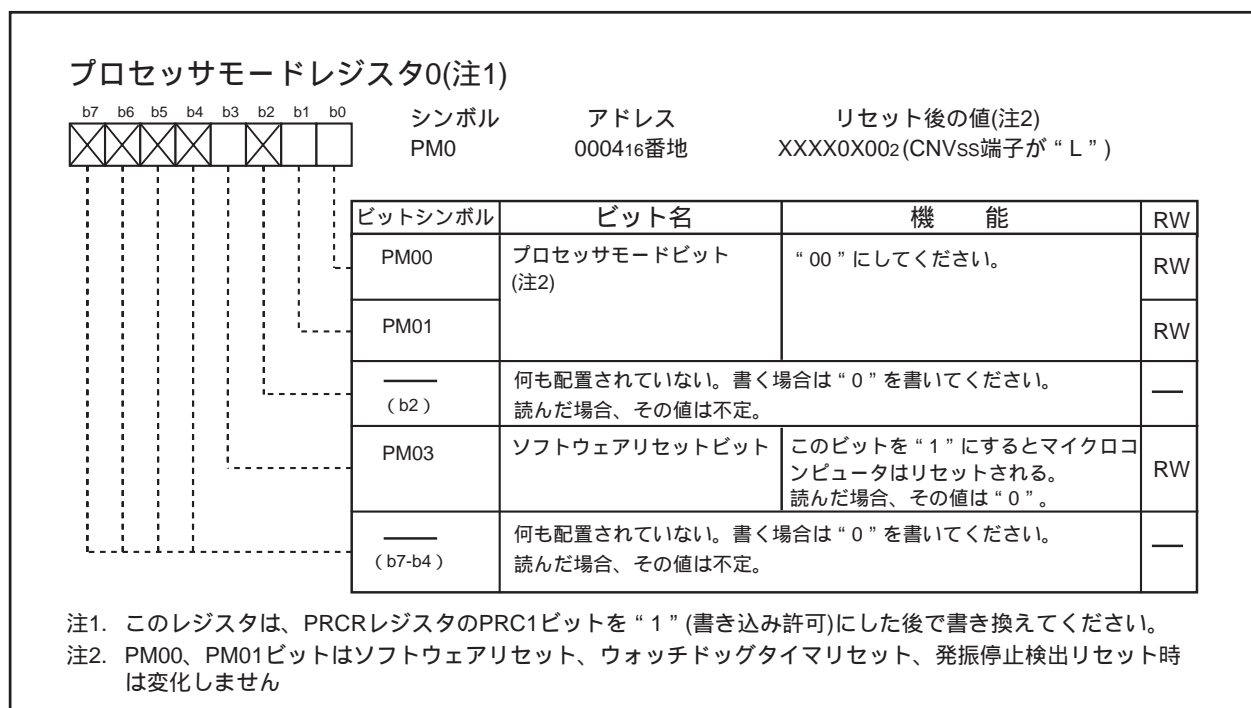 プロセッサモードレジスタ0(注1)
b7 b6 b5 b4 b3 b2 b1 b0
シンボル アドレス リセット後の値(注2)
PM0 000416番地 XXXX0X002(CNVSS端子が“ L ” )
ビットシンボル ビット名 機 能 RW
PM00 プロセッサモードビット “ 00 ” にしてください。 RW
(注2)
PM01 RW
何も配置されていない。書く場合は“ 0 ” を書いてください。
( b2 ) 読んだ場合、その値は不定。
PM03 ソフトウェアリセットビット このビットを“ 1 ” にするとマイクロコ
ンピュータはリセットされる。 RW
読んだ場合、その値は“ 0 ” 。
何も配置されていない。書く場合は“ 0 ” を書いてください。
( b7-b4 ) 読んだ場合、その値は不定。
注1. このレジスタは、PRCRレジスタのPRC1ビットを“ 1 ” (書き込み許可)にした後で書き換えてください。
注2. PM00、PM01ビットはソフトウェアリセット、ウォッチドッグタイマリセット、発振停止検出リセット時
は変化しません